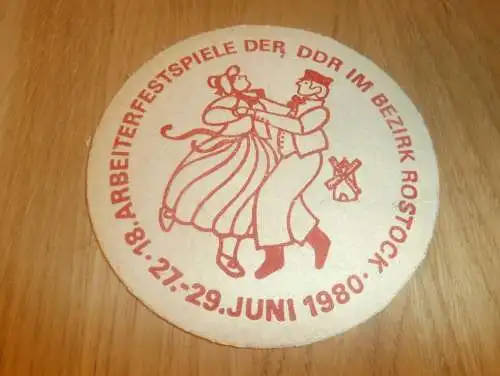 18. ARBEITERFESTSPIELE DER DDR IM BEZIRK ROSTOCK · 27.-29. JUNI 1980 ·